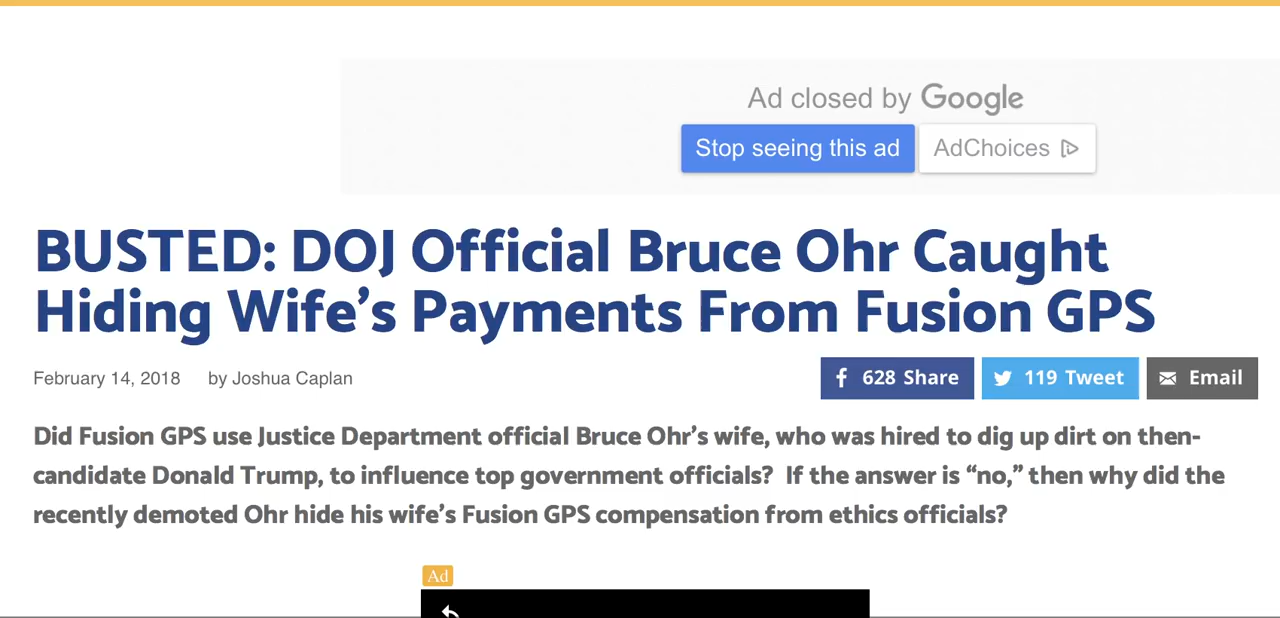 Ad closed by Google
Stop seeing this ad
AdChoices
BUSTED: DOJ Official Bruce Ohr Caught
Hiding Wife’s Payments From Fusion GPS
February 14, 2018 by Joshua Caplan
628 Share
119 Tweet
Email
Did Fusion GPS use Justice Department official Bruce Ohr’s wife, who was hired to dig up dirt on then-
candidate Donald Trump, to influence top government officials? If the answer is “no,” then why did the
recently demoted Ohr hide his wife’s Fusion GPS compensation from ethics officials?
Ad